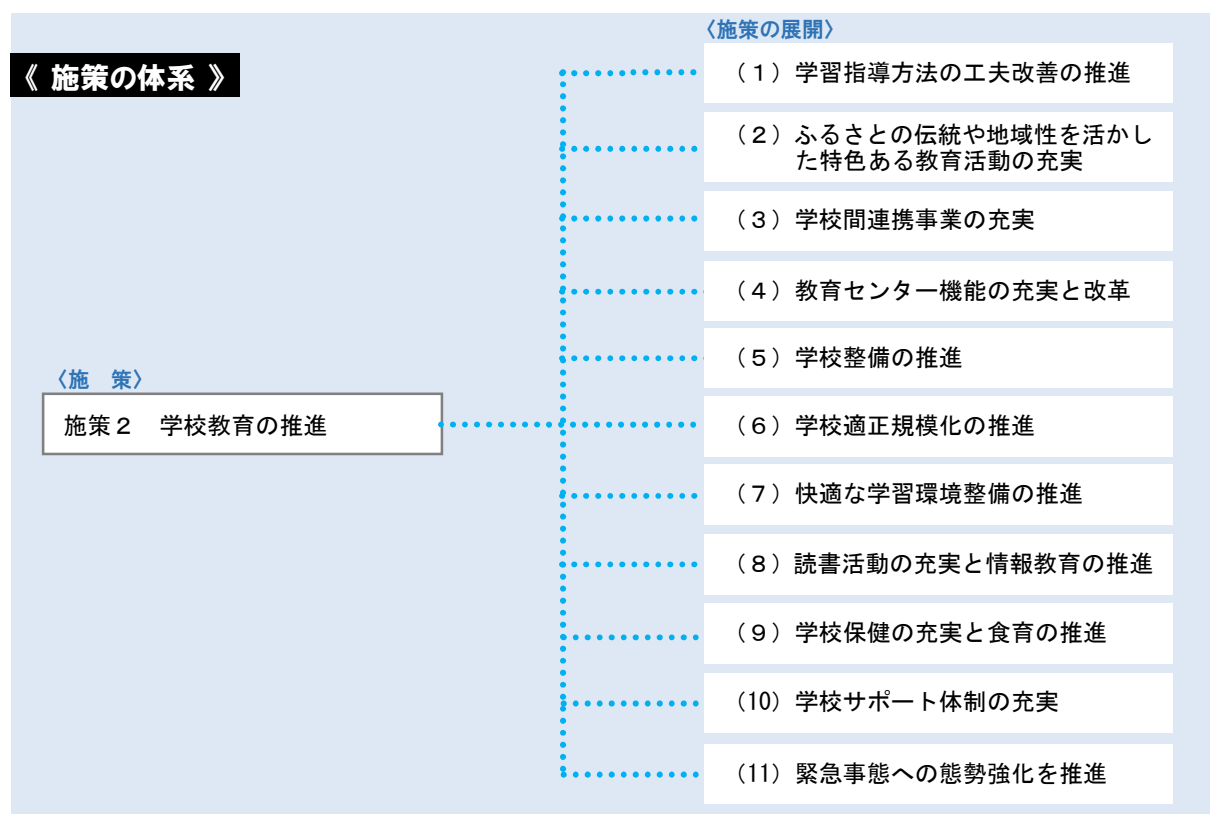 〈施策の展開〉
《 施策の体系 》
（１）学習指導方法の工夫改善の推進
（２）ふるさとの伝統や地域性を活かし
た特色ある教育活動の充実
（３）学校間連携事業の充実
（４）教育センター機能の充実と改革
（５）学校整備の推進
〈施　策〉
施策２　学校教育の推進
（６）学校適正規模化の推進
（７）快適な学習環境整備の推進
（８）読書活動の充実と情報教育の推進
（９）学校保健の充実と食育の推進
（10）学校サポート体制の充実
（11）緊急事態への態勢強化を推進